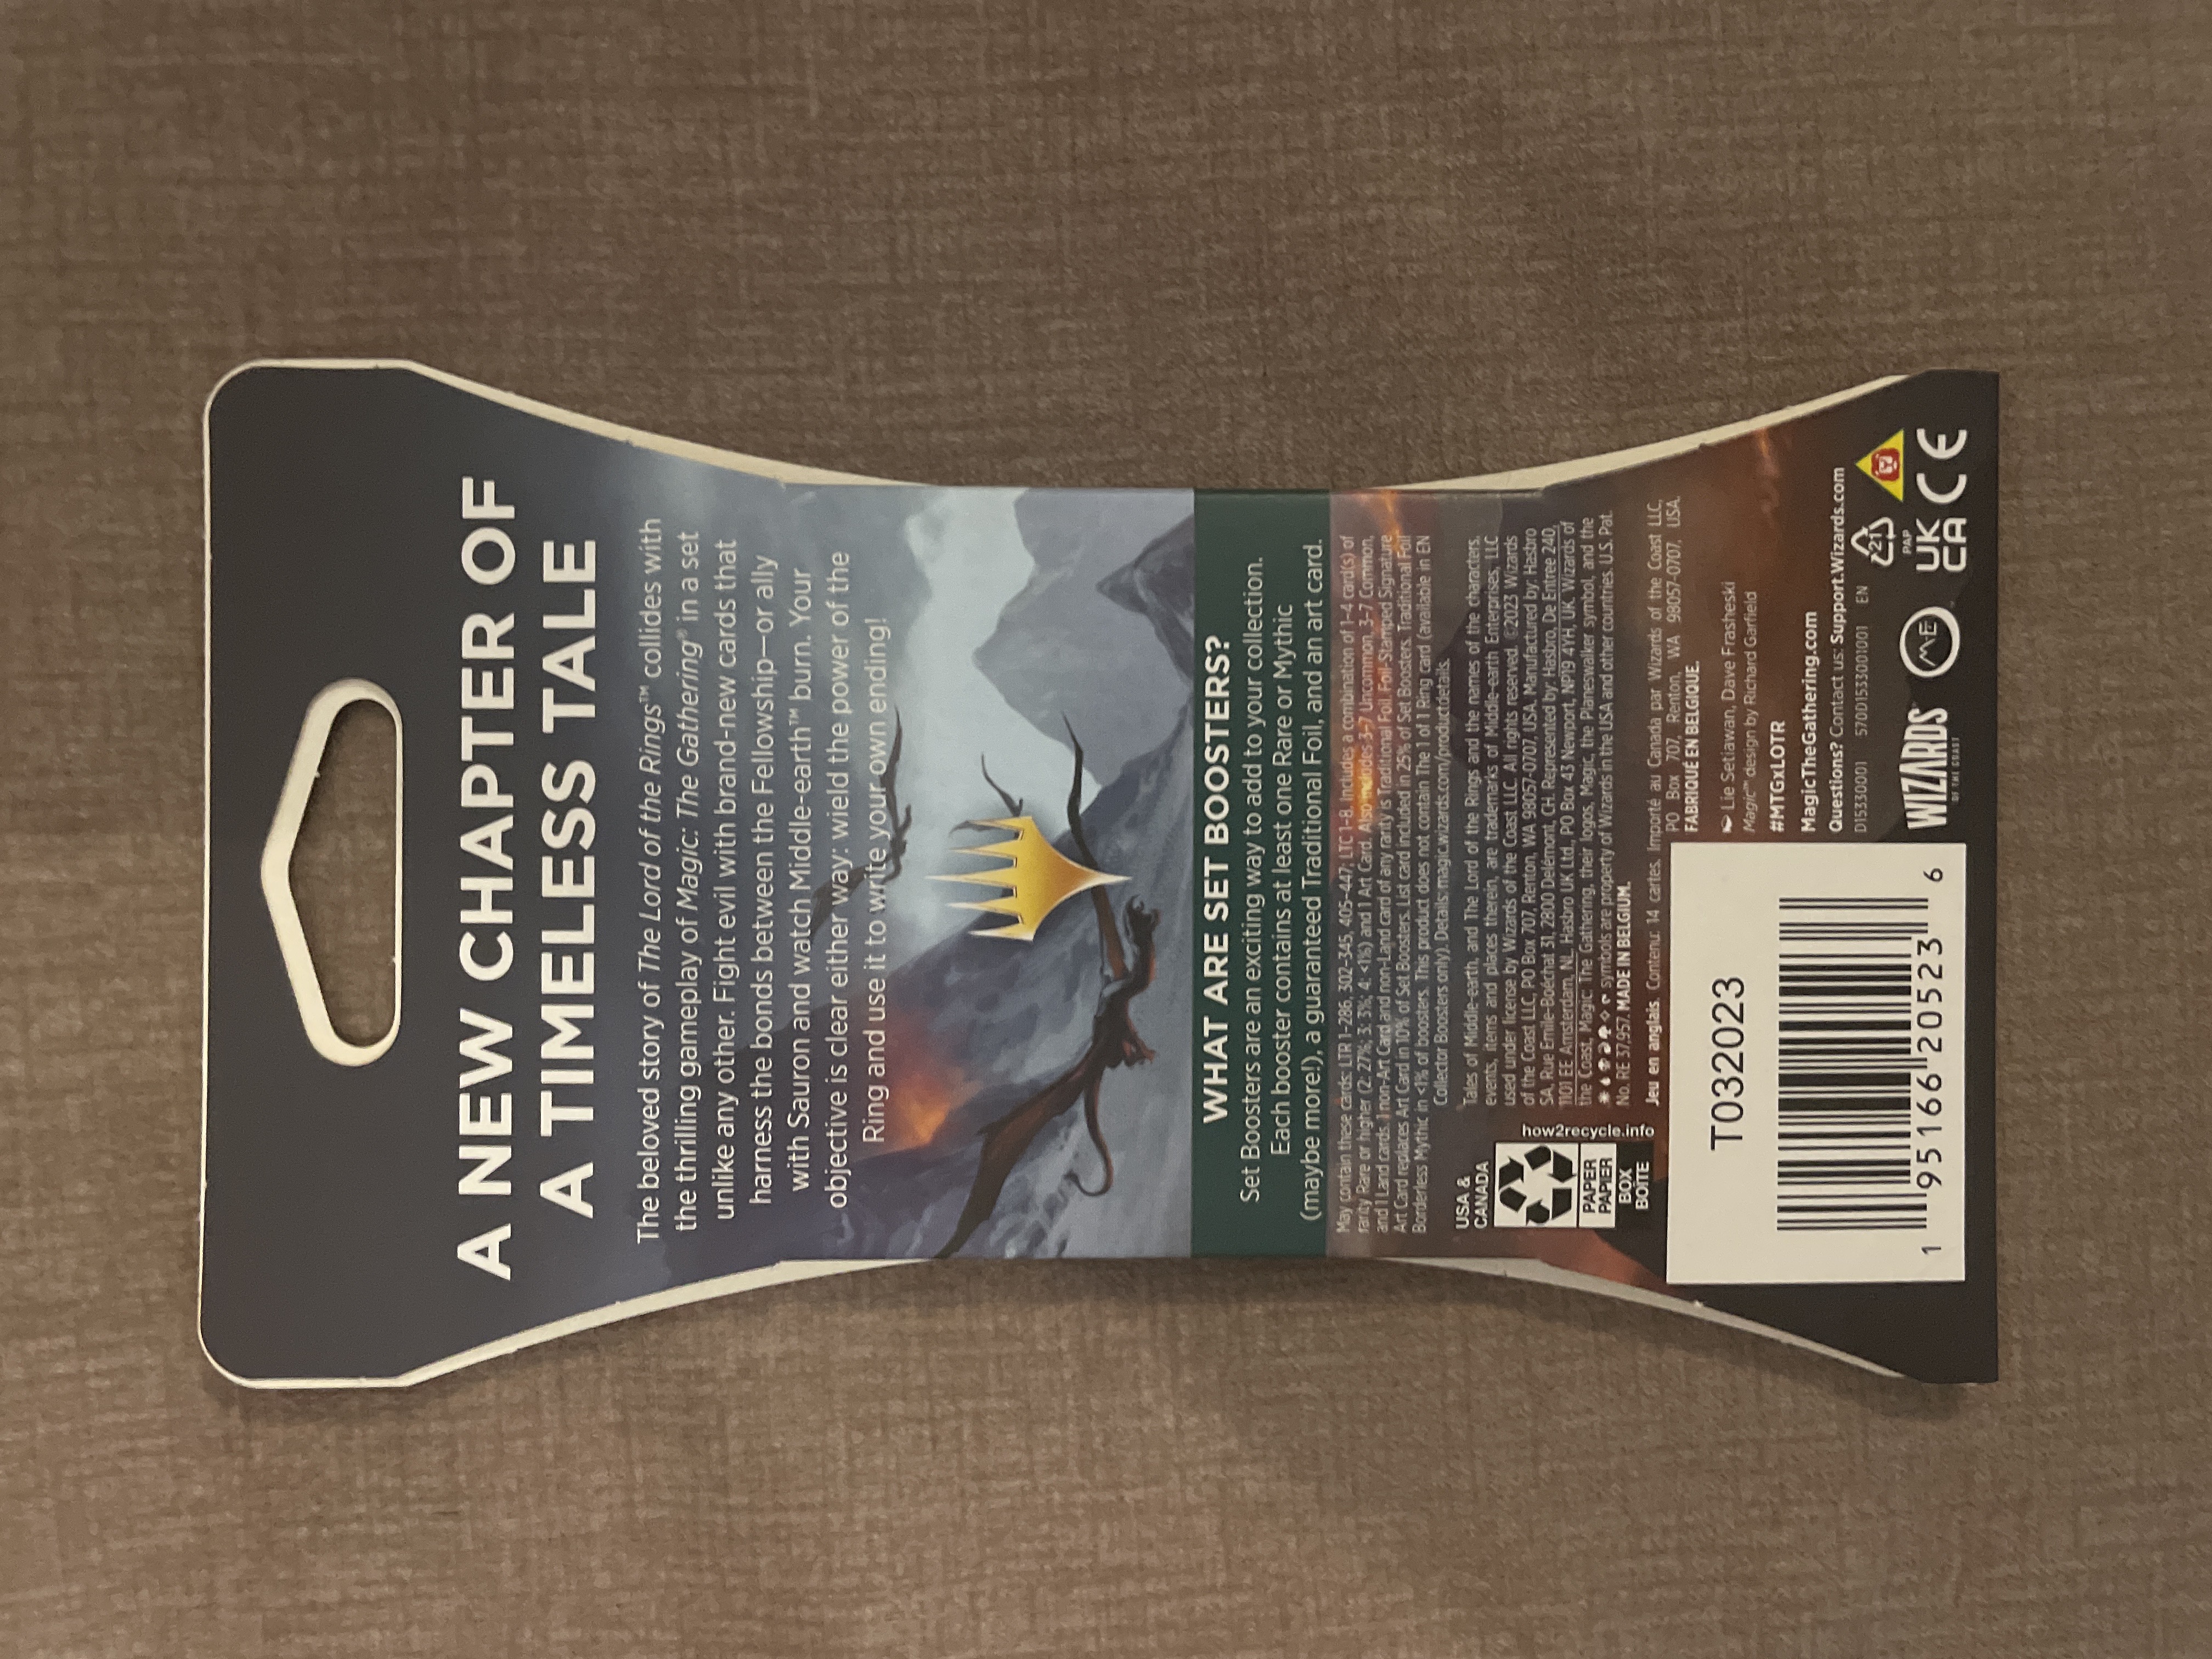 A NEW CHAPTER OF
A TIMELESS TALE
The beloved story of The Lord of the Rings™ collides with
the thrilling gameplay of Magic: The Gathering® in a set
unlike any other. Fight evil with brand-new cards that
harness the bonds between the Fellowship—or ally
with Sauron and watch Middle-earth™ burn. Your
objective is clear either way: wield the power of the
Ring and use it to write your own ending!
WHAT ARE SET BOOSTERS?
Set Boosters are an exciting way to add to your collection.
Each booster contains at least one Rare or Mythic
(maybe more!), a guaranteed Traditional Foil, and an art card.
May contain these cards: LTR 1-286, 302-345, 405-447; LTC 1-8. Includes a combination of 1-4 card(s) of
rarity Rare or higher (2: 27%; 3: 3%; 4: <1%) and 1 Art Card. Also includes 3-7 Uncommon, 3-7 Common,
and 1 Land cards. 1 non-Art Card and non-Land card of any rarity is Traditional Foil. Foil-Stamped Signature
Art Card replaces Art Card in 10% of Set Boosters. List card included in 25% of Set Boosters. Traditional Foil
Borderless Mythic in <1% of boosters. This product does not contain The 1 of 1 Ring card (available in EN
Collector Boosters only). Details: magic.wizards.com/productdetails.
USA &
CANADA
PAPER
PAPIER
BOX
BOÎTE
how2recycle.info
Tales of Middle-earth, and The Lord of the Rings and the names of the characters,
events, items and places therein, are trademarks of Middle-earth Enterprises, LLC
used under license by Wizards of the Coast LLC. All rights reserved. ©2023 Wizards
of the Coast LLC, PO Box 707, Renton, WA 98057-0707, USA. Manufactured by: Hasbro
SA, Rue Emile-Boéchat 31, 2800 Delémont, CH. Represented by: Hasbro, De Entree 240,
1101 EE Amsterdam, NL. Hasbro UK Ltd., PO Box 43 Newport, NP19 4YH, UK. Wizards of
the Coast, Magic: The Gathering, their logos, Magic, the Planeswalker symbol, and the
symbols are property of Wizards in the USA and other countries. U.S. Pat.
No. RE 37,957. MADE IN BELGIUM.
Jeu en anglais. Contenu: 14 cartes. Importé au Canada par Wizards of the Coast LLC,
PO Box 707, Renton, WA 98057-0707, USA.
FABRIQUÉ EN BELGIQUE.
Lie Setiawan, Dave Frasheski
Magic™ design by Richard Garfield
#MTGxLOTR
MagicTheGathering.com
Questions? Contact us: Support.Wizards.com
D15330001 570D1533001001 EN
T032023
1 95166 20523 6
WIZARDS
OF THE COAST
M-E
21
PAP
UK
CA
CE